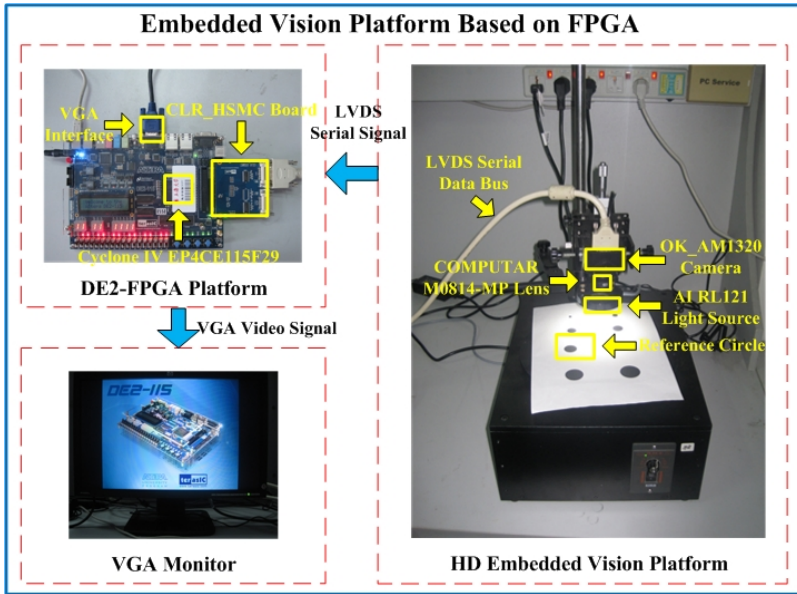 Embedded Vision Platform Based on FPGA
VGA
Interface
CLR_HSMC Board
Cyclone IV EP4CE115F29
DE2-FPGA Platform
LVDS
Serial Signal
VGA Video Signal
DE2-115
terasIC
VGA Monitor
PC Service
LVDS Serial
Data Bus
OK_AM1320
Camera
COMPUTAR
M0814-MP Lens
AI RL121
Light Source
Reference Circle
HD Embedded Vision Platform